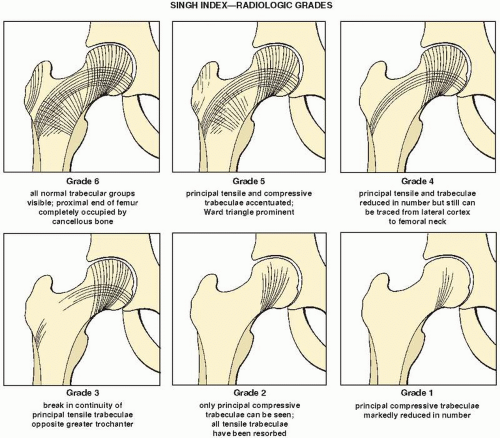 SINGH INDEX—RADIOLOGIC GRADES
Grade 6
all normal trabecular groups
visible; proximal end of femur
completely occupied by
cancellous bone
Grade 5
principal tensile and compressive
trabeculae accentuated;
Ward triangle prominent
Grade 4
principal tensile and trabeculae
reduced in number but still can
be traced from lateral cortex
to femoral neck
Grade 3
break in continuity of
principal tensile trabeculae
opposite greater trochanter
Grade 2
only principal compressive
trabeculae can be seen;
all tensile trabeculae
have been resorbed
Grade 1
principal compressive trabeculae
markedly reduced in number